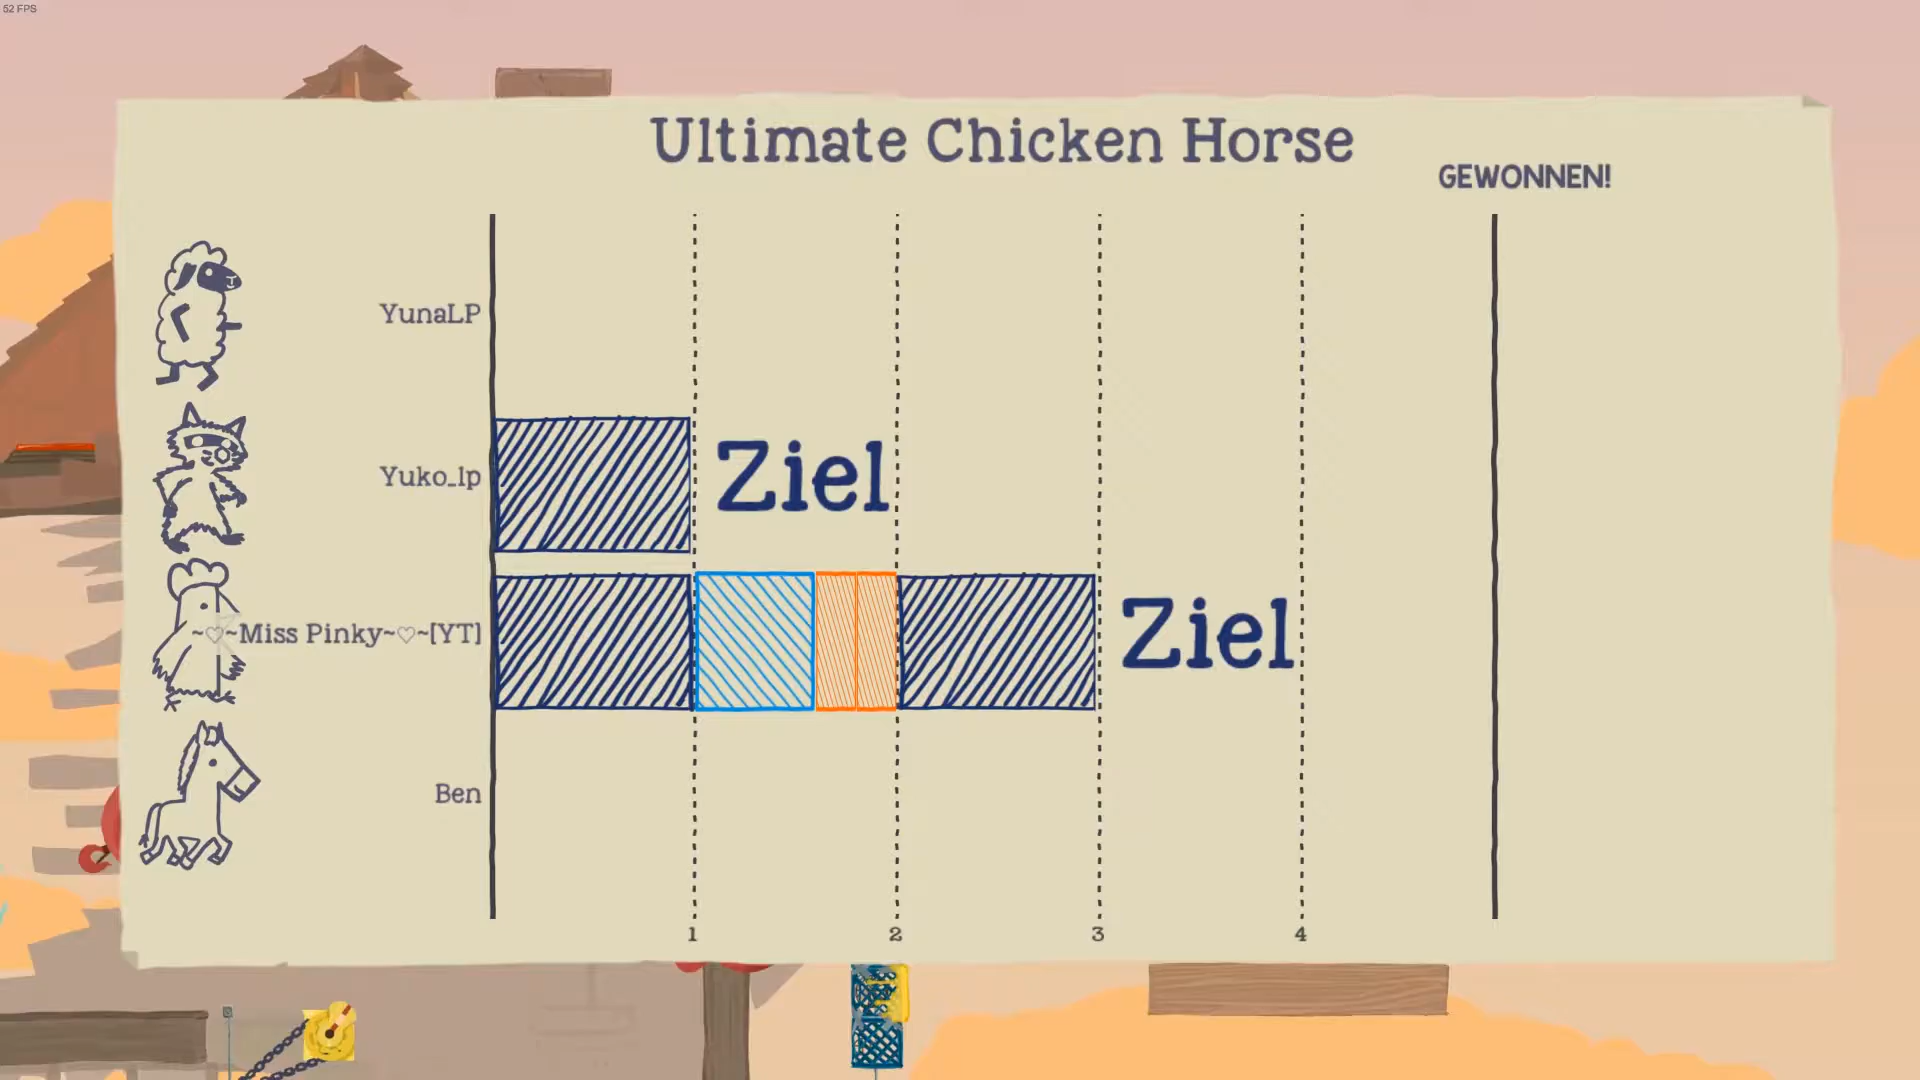 52 FPS
Ultimate Chicken Horse
GEWONNEN!
YunaLP
Yuko_lp
Ziel
~♡~Miss Pinky~♡~[YT]
Ziel
Ben
1 2 3 4